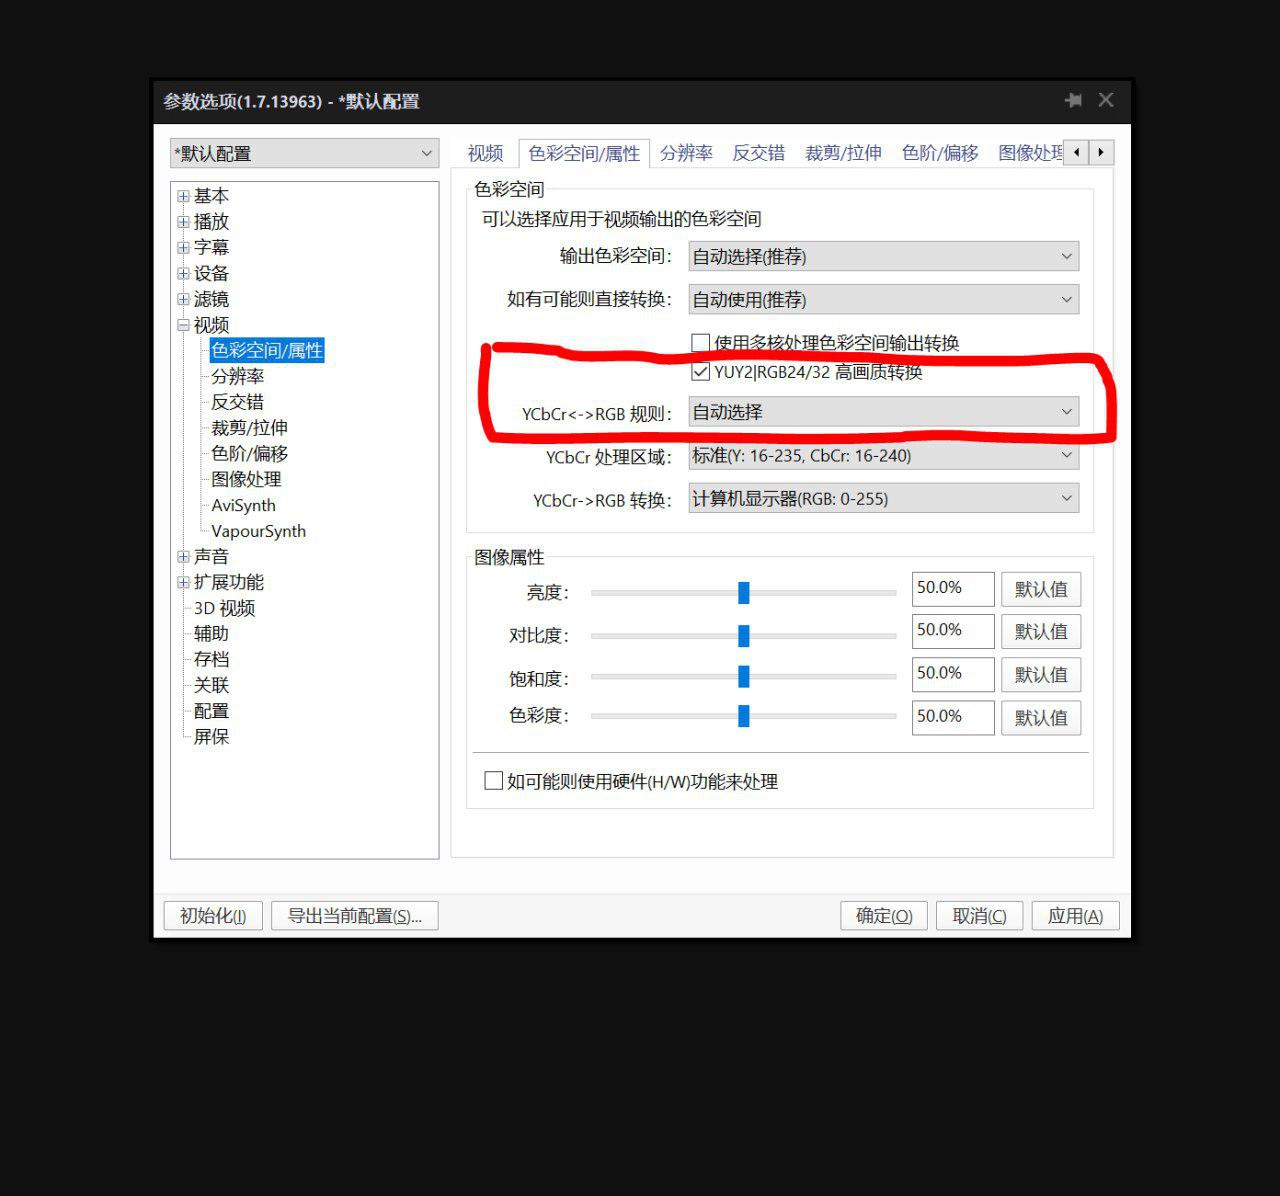 参数选项(1.7.13963) - *默认配置
*默认配置
基本
播放
字幕
设备
滤镜
视频
色彩空间/属性
分辨率
反交错
裁剪/拉伸
色阶/偏移
图像处理
AviSynth
VapourSynth
声音
扩展功能
3D 视频
辅助
存档
关联
配置
屏保
视频 色彩空间/属性 分辨率 反交错 裁剪/拉伸 色阶/偏移 图像处理
色彩空间
可以选择应用于视频输出的色彩空间
输出色彩空间: 自动选择(推荐)
如有可能则直接转换: 自动使用(推荐)
使用多核处理色彩空间输出转换
YUY2|RGB24/32 高画质转换
YCbCr<->RGB 规则: 自动选择
YCbCr 处理区域: 标准(Y: 16-235, CbCr: 16-240)
YCbCr->RGB 转换: 计算机显示器(RGB: 0-255)
图像属性
亮度: 50.0% 默认值
对比度: 50.0% 默认值
饱和度: 50.0% 默认值
色彩度: 50.0% 默认值
如可能则使用硬件(H/W)功能来处理
初始化(I) 导出当前配置(S)... 确定(O) 取消(C) 应用(A)